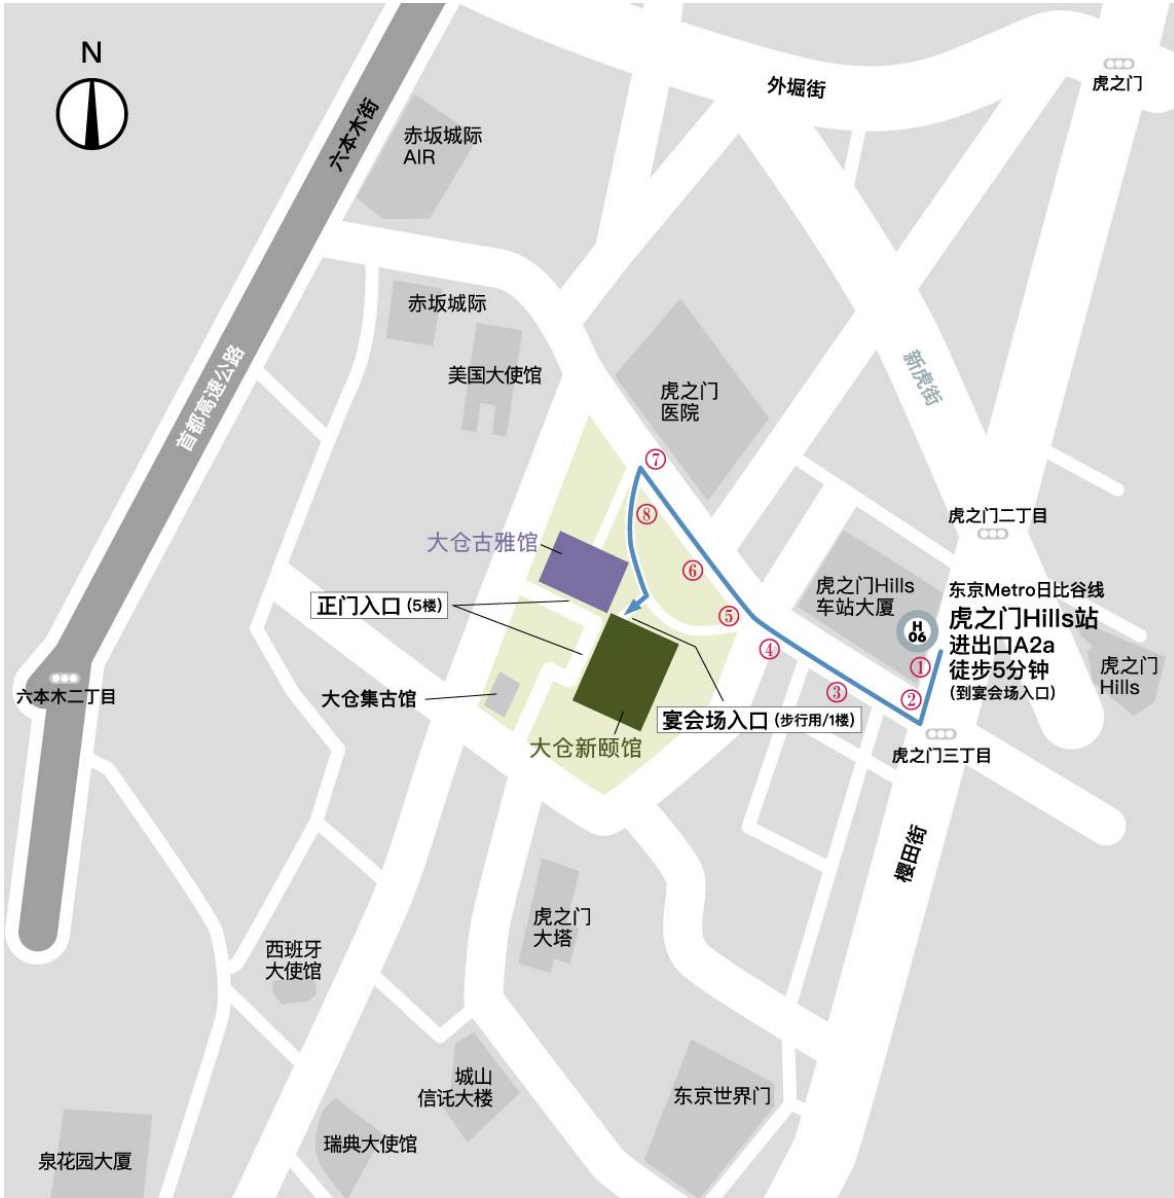 N
外堀街
虎之门
六本木街
赤坂城际
AIR
赤坂城际
美国大使馆
首都高速公路
虎之门
医院
新虎街
⑦
⑧
虎之门二丁目
大仓古雅馆
⑥
虎之门Hills
车站大厦
东京Metro日比谷线
虎之门Hills站
进出口A2a
徒步5分钟
(到宴会场入口)
H
06
正门入口 (5楼)
⑤
④
①
③
②
虎之门
Hills
六本木二丁目
大仓集古馆
宴会场入口 (步行用/1楼)
大仓新颐馆
虎之门三丁目
樱田街
虎之门
大塔
西班牙
大使馆
城山
信托大楼
东京世界门
瑞典大使馆
泉花园大厦